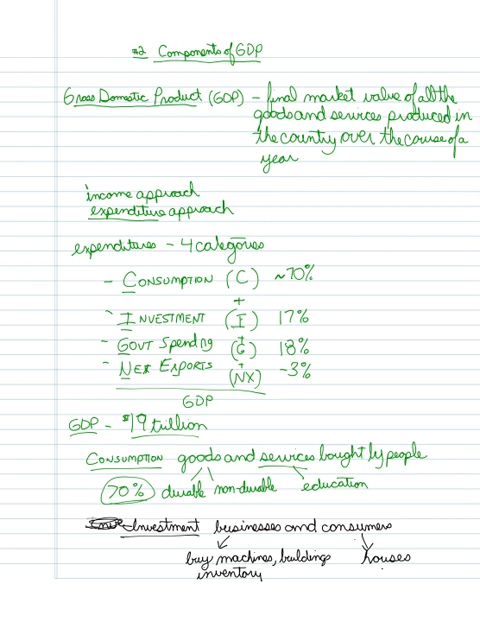 #2 Components of GDP
Gross Domestic Product (GDP) – final market value of all the
goods and services produced in
the country over the course of a
year
income approach
expenditure approach
expenditures – 4 categories
– CONSUMPTION (C) ~70%
+
- INVESTMENT (I) 17%
+
- GOVT Spending (G) 18%
+
- NEX EXPORTS (NX) -3%
GDP
GDP – $19 trillion
CONSUMPTION goods and services bought by people
70% durable non-durable education
Investment businesses and consumers
buy machines, buildings houses
inventory